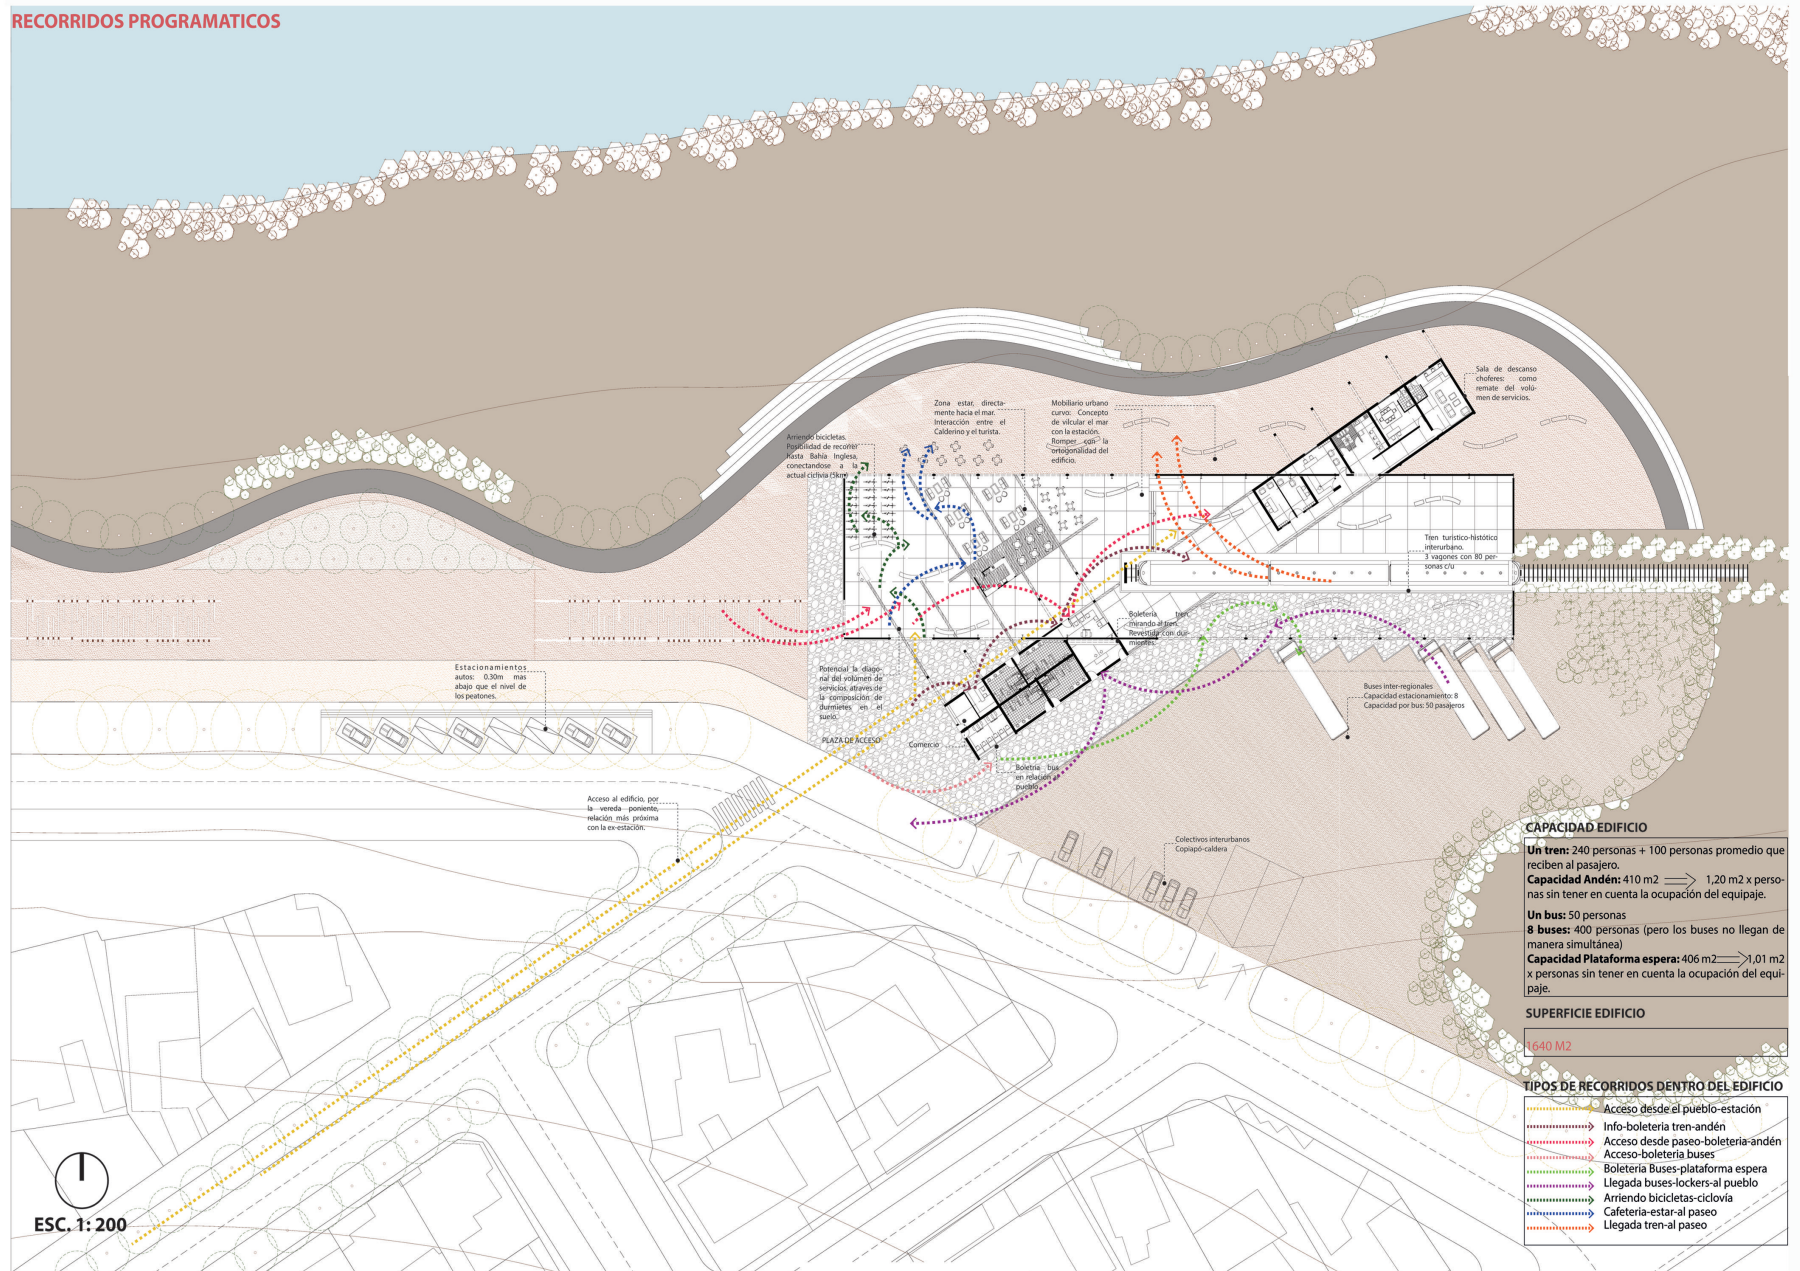 RECORRIDOS PROGRAMATICOS
Zona estar, directa-
mente hacia el mar.
Interacción entre el
Calderino y el turista.
Mobiliario urbano
curvo: Concepto
de vilcular el mar
con la estación.
Romper con la
ortogonalidad del
edificio.
Sala de descanso
choferes: como
remate del volú-
men de servicios.
Arriendo bicicletas.
Posibilidad de recorrer
hasta Bahía Inglesa,
conectandose a la
actual ciclvia (5km)
Tren turistico-histótico
interurbano.
3 vagones con 80 per-
sonas c/u
Boletería tren,
mirando al tren.
Revestida con dur-
mientes.
Estacionamientos
autos: 0.30m mas
abajo que el nivel de
los peatones.
Potencial la diago-
nal del volúmen de
servicios, atraves de
la composición de
durmietes en el
suelo.
PLAZA DE ACCESO
Comercio
Boletria bus
en relación al
pueblo
Buses inter-regionales
Capacidad estacionamiento: 8
Capacidad por bus: 50 pasajeros
Acceso al edificio, por
la vereda poniente,
relación más próxima
con la ex-estación.
Colectivos interurbanos
Copiapó-caldera
CAPACIDAD EDIFICIO
Un tren: 240 personas + 100 personas promedio que
reciben al pasajero.
Capacidad Andén: 410 m2 1,20 m2 x perso-
nas sin tener en cuenta la ocupación del equipaje.
Un bus: 50 personas
8 buses: 400 personas (pero los buses no llegan de
manera simultánea)
Capacidad Plataforma espera: 406 m2 1,01 m2
x personas sin tener en cuenta la ocupación del equi-
paje.
SUPERFICIE EDIFICIO
1640 M2
TIPOS DE RECORRIDOS DENTRO DEL EDIFICIO
Acceso desde el pueblo-estación
Info-boleteria tren-andén
Acceso desde paseo-boleteria-andén
Acceso-boleteria buses
Boleteria Buses-plataforma espera
Llegada buses-lockers-al pueblo
Arriendo bicicletas-ciclovía
Cafeteria-estar-al paseo
Llegada tren-al paseo
ESC. 1: 200